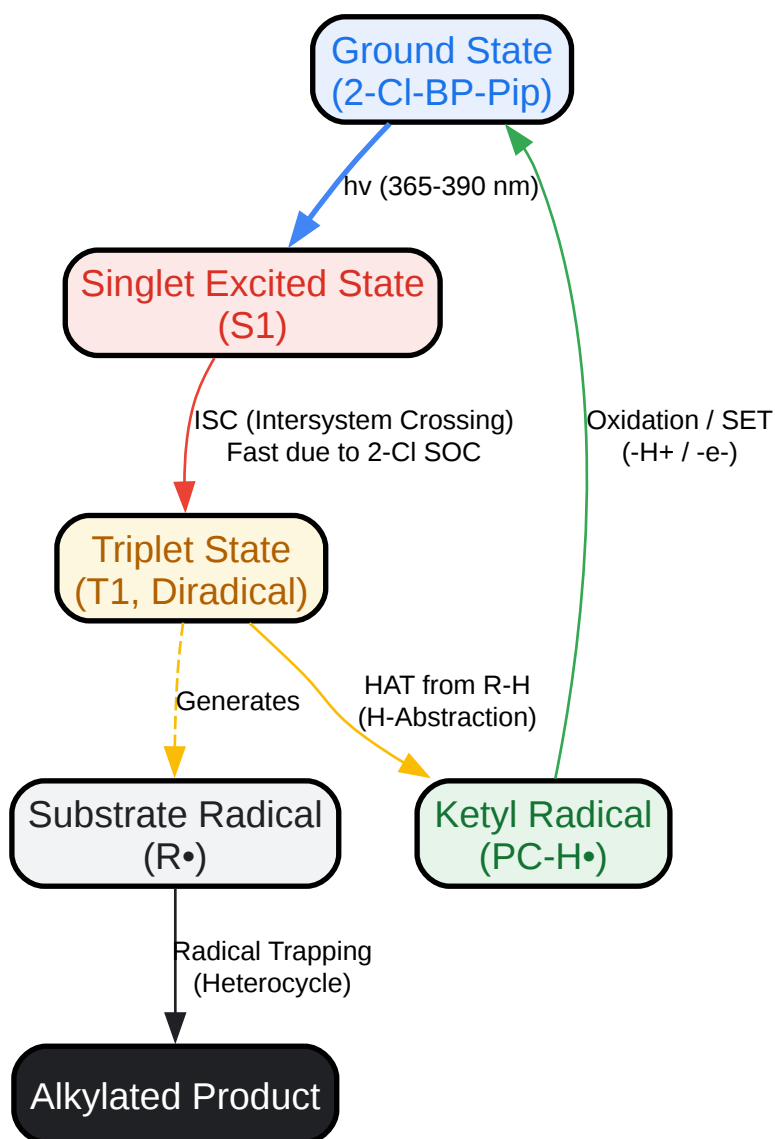 Ground State
(2-Cl-BP-Pip)
hv (365-390 nm)
Singlet Excited State
(S1)
ISC (Intersystem Crossing)
Fast due to 2-Cl SOC
Oxidation / SET
(-H+ / -e-)
Triplet State
(T1, Diradical)
Generates
HAT from R-H
(H-Abstraction)
Substrate Radical
(R•)
Ketyl Radical
(PC-H•)
Radical Trapping
(Heterocycle)
Alkylated Product